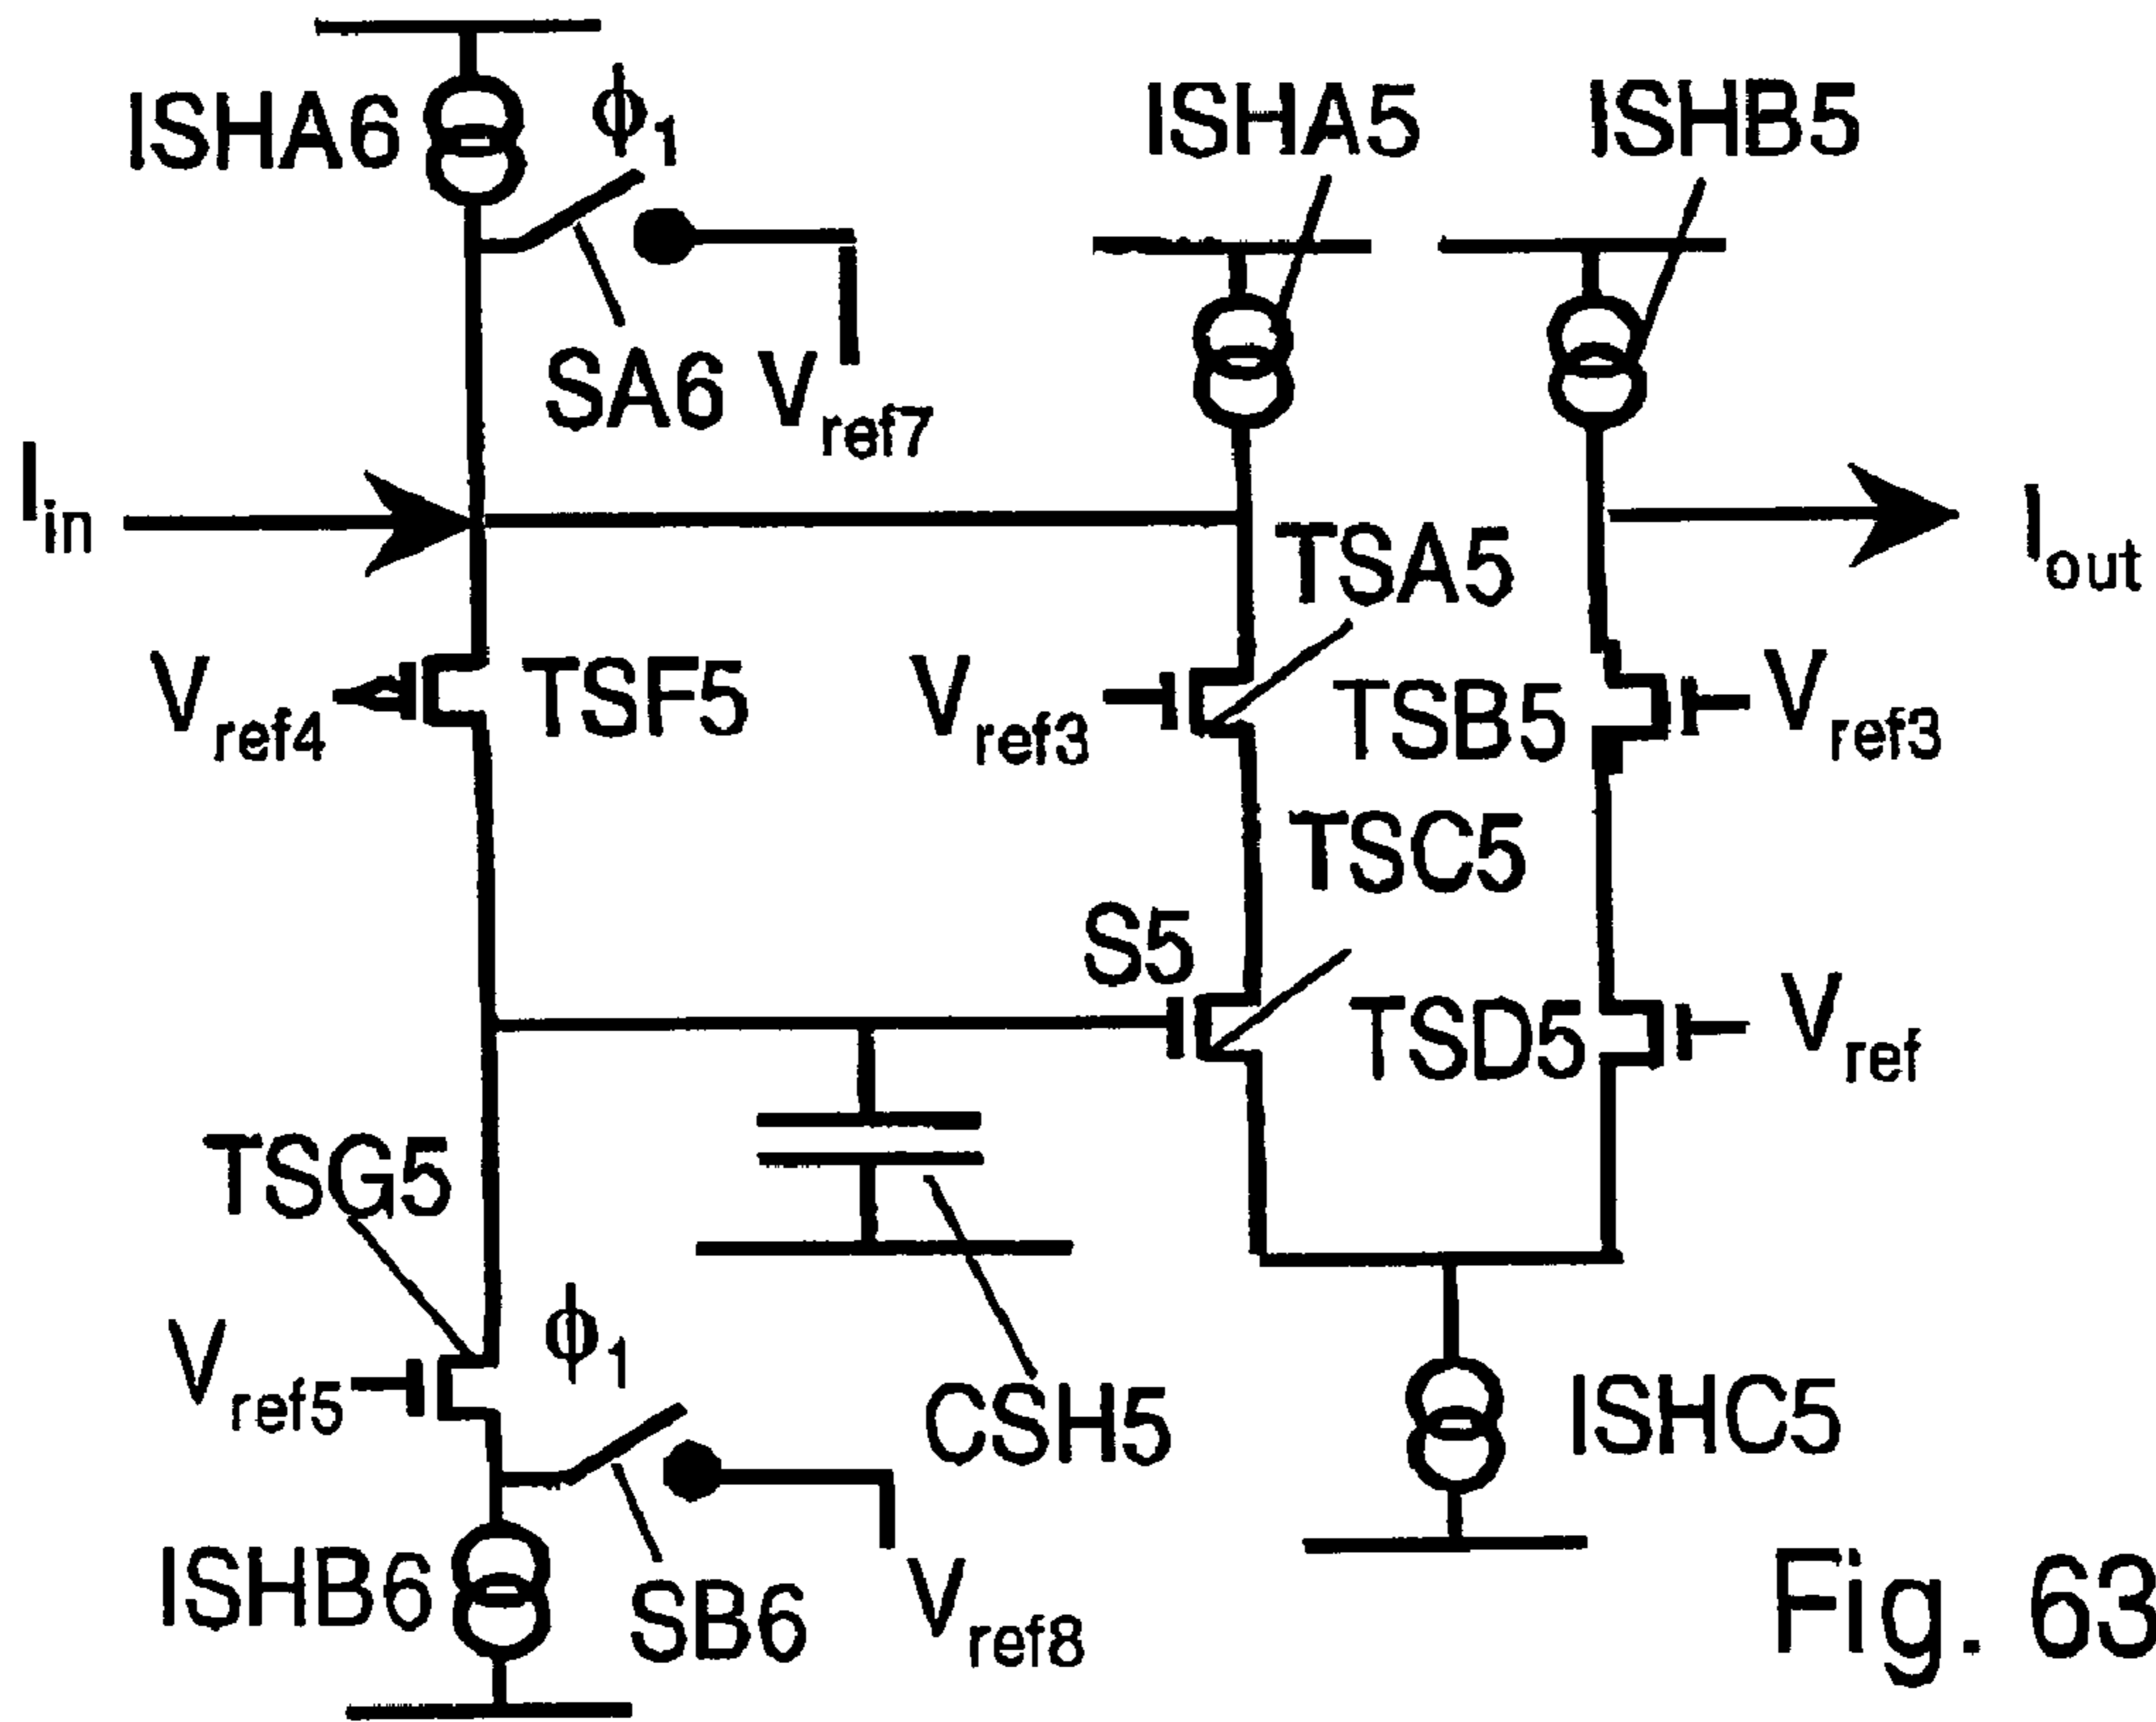 ISHA6
ϕ1
ISHA5
ISHB5
SA6
Vref7
Iin
Iout
TSA5
Vref4
TSF5
Vref3
TSB5
Vref3
TSC5
S5
TSD5
Vref
TSG5
Vref5
ϕ1
CSH5
ISHC5
ISHB6
SB6
Vref8
Fig. 63